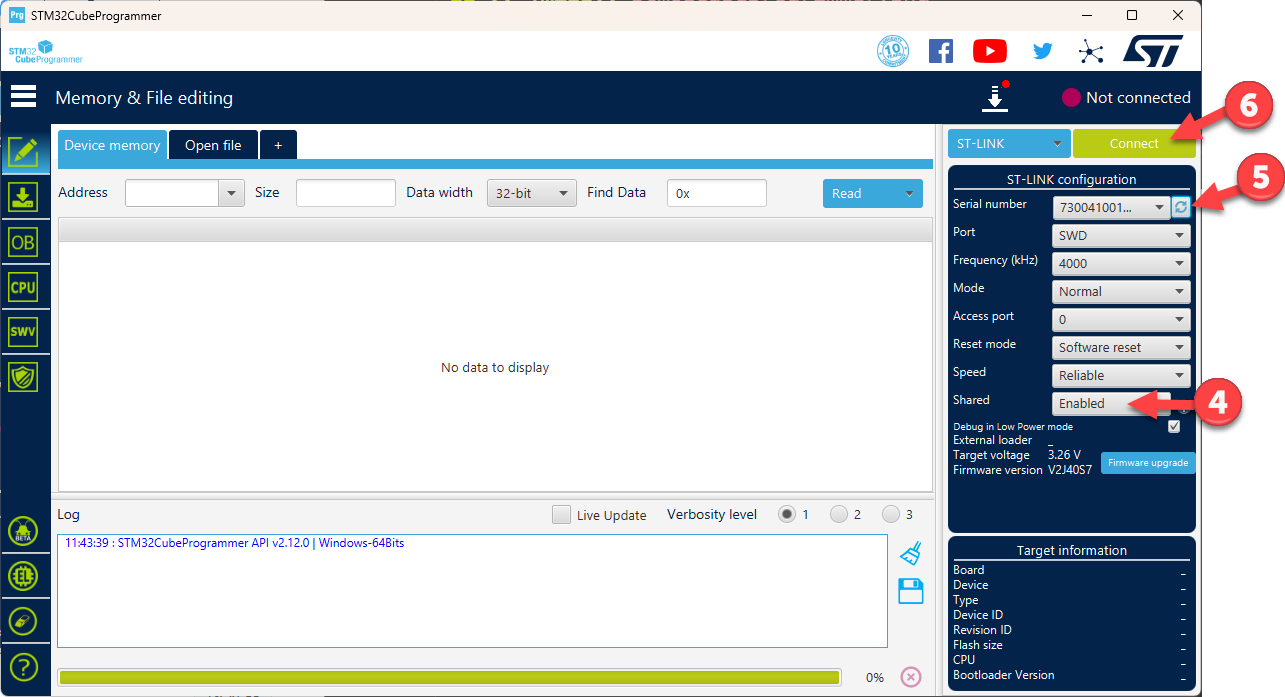 Prg STM32CubeProgrammer
STM32
CubeProgrammer
10
ST
Memory & File editing
Not connected
6
Device memory Open file +
ST-LINK Connect
Address Size Data width 32-bit Find Data 0x Read
ST-LINK configuration
5
Serial number 730041001...
Port SWD
Frequency (kHz) 4000
Mode Normal
Access port 0
Reset mode Software reset
Speed Reliable
Shared Enabled
4
Debug in Low Power mode
External loader _
Target voltage 3.26 V
Firmware version V2J40S7
Firmware upgrade
OB
CPU
SWV
No data to display
Log Live Update Verbosity level 1 2 3
11:43:39 : STM32CubeProgrammer API v2.12.0 | Windows-64Bits
BETA
EL
?
0%
Target information
Board _
Device _
Type _
Device ID _
Revision ID _
Flash size _
CPU _
Bootloader Version _